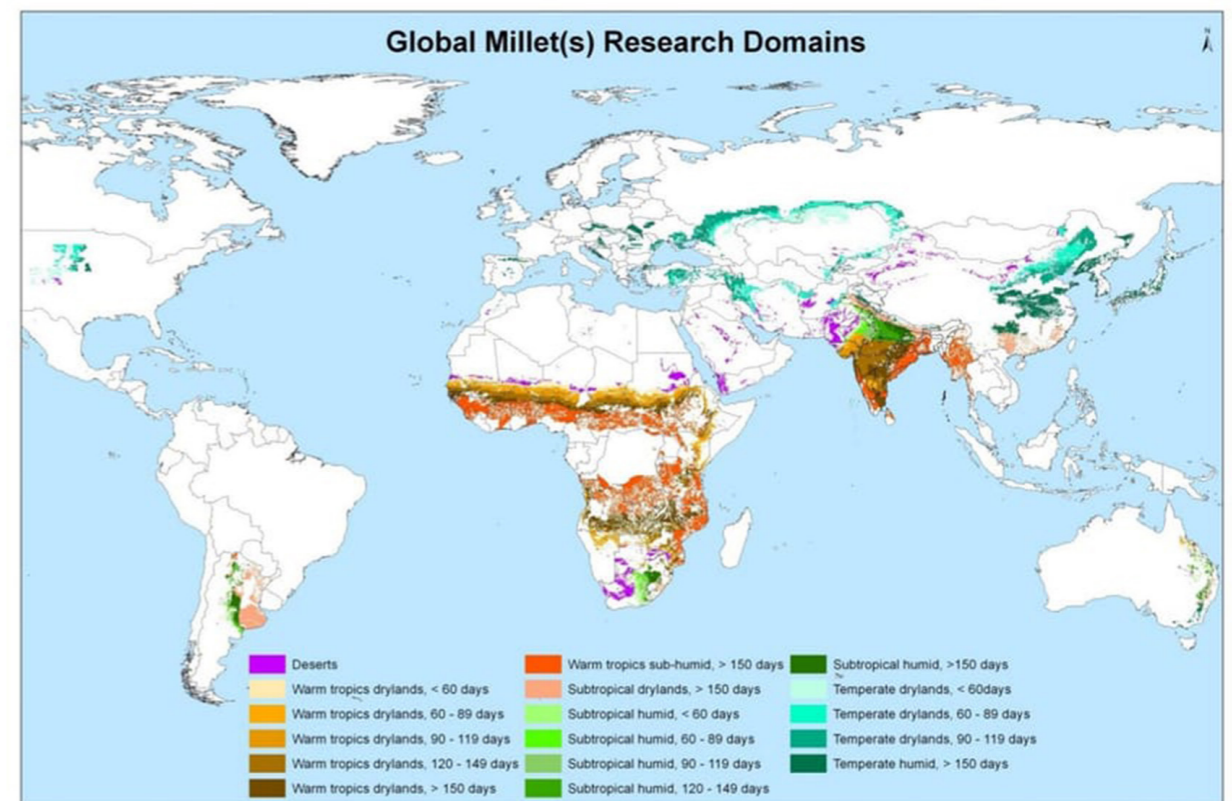 Global Millet(s) Research Domains
N
Deserts
Warm tropics drylands, < 60 days
Warm tropics drylands, 60 - 89 days
Warm tropics drylands, 90 - 119 days
Warm tropics drylands, 120 - 149 days
Warm tropics drylands, > 150 days
Warm tropics sub-humid, > 150 days
Subtropical drylands, > 150 days
Subtropical humid, < 60 days
Subtropical humid, 60 - 89 days
Subtropical humid, 90 - 119 days
Subtropical humid, 120 - 149 days
Subtropical humid, >150 days
Temperate drylands, < 60days
Temperate drylands, 60 - 89 days
Temperate drylands, 90 - 119 days
Temperate humid, > 150 days